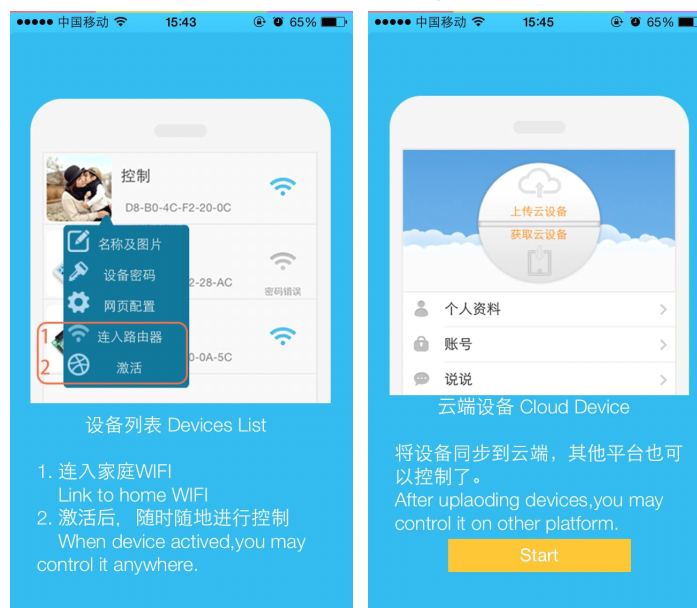 中国移动 15:43 65%
控制
D8-B0-4C-F2-20-0C
名称及图片
设备密码
2-28-AC
密码错误
网页配置
1 连入路由器
0-0A-5C
2 激活
设备列表 Devices List
1. 连入家庭WIFI
Link to home WIFI
2. 激活后，随时随地进行控制
When device actived,you may
control it anywhere.
中国移动 15:45 65%
上传云设备
获取云设备
个人资料
账号
说说
云端设备 Cloud Device
将设备同步到云端，其他平台也可
以控制了。
After uplaoding devices,you may
control it on other platform.
Start